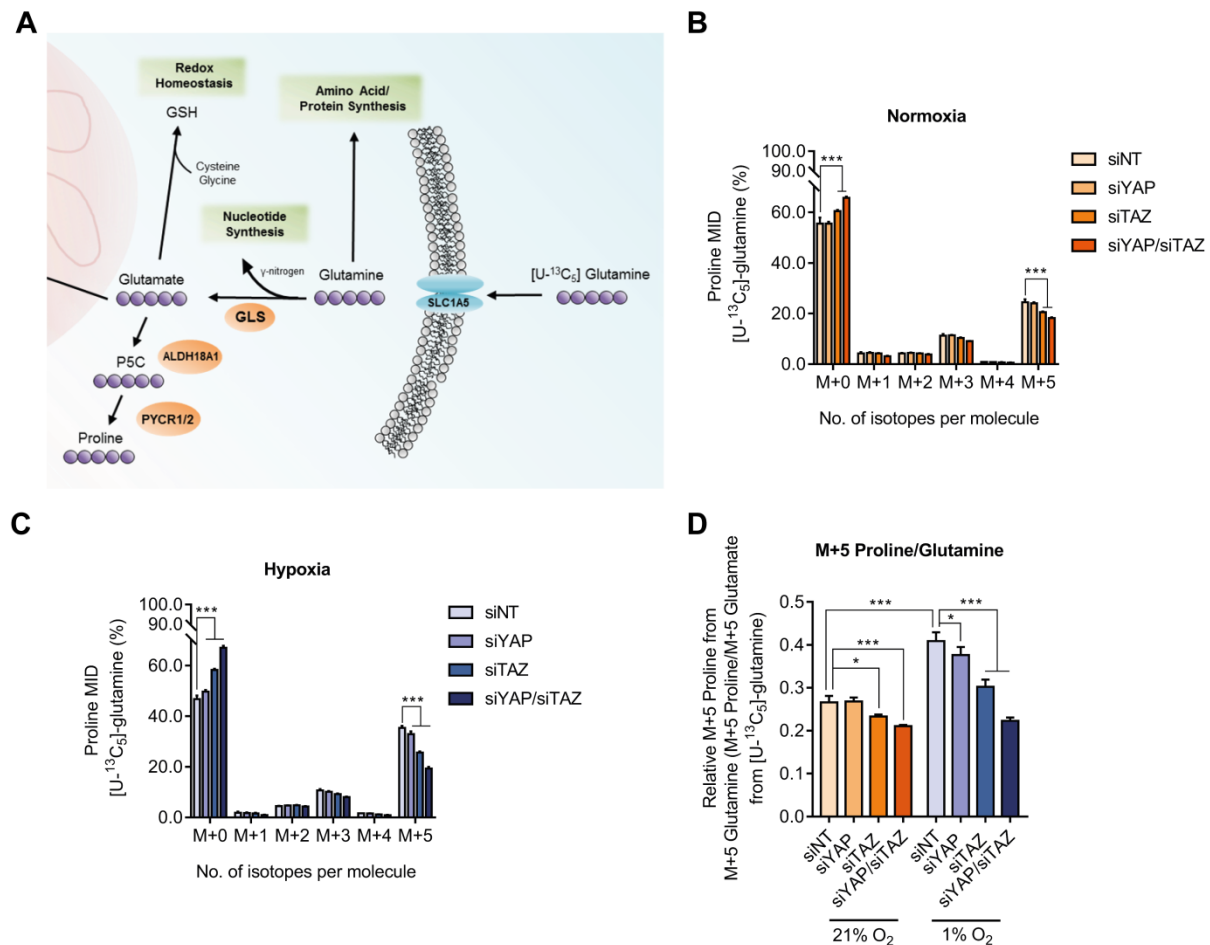 A
Redox
Homeostasis
GSH
Cysteine
Glycine
Amino Acid/
Protein Synthesis
Nucleotide
Synthesis
γ-nitrogen
Glutamate
Glutamine
[U-¹³C₅] Glutamine
SLC1A5
GLS
P5C
ALDH18A1
PYCR1/2
Proline
B
Normoxia
Proline MID
[U-¹³C₅]-glutamine (%)
100.0
90.0
60.0
40.0
20.0
0.0
***
***
M+0 M+1 M+2 M+3 M+4 M+5
No. of isotopes per molecule
siNT
siYAP
siTAZ
siYAP/siTAZ
C
Hypoxia
Proline MID
[U-¹³C₅]-glutamine (%)
100.0
90.0
60.0
40.0
20.0
0.0
***
***
M+0 M+1 M+2 M+3 M+4 M+5
No. of isotopes per molecule
siNT
siYAP
siTAZ
siYAP/siTAZ
D
M+5 Proline/Glutamine
Relative M+5 Proline from
M+5 Glutamine (M+5 Proline/M+5 Glutamate
from [U-¹³C₅]-glutamine)
0.5
0.4
0.3
0.2
0.1
0.0
***
***
*
***
*
siNT
siYAP
siTAZ
siYAP/siTAZ
siNT
siYAP
siTAZ
siYAP/siTAZ
21% O₂
1% O₂